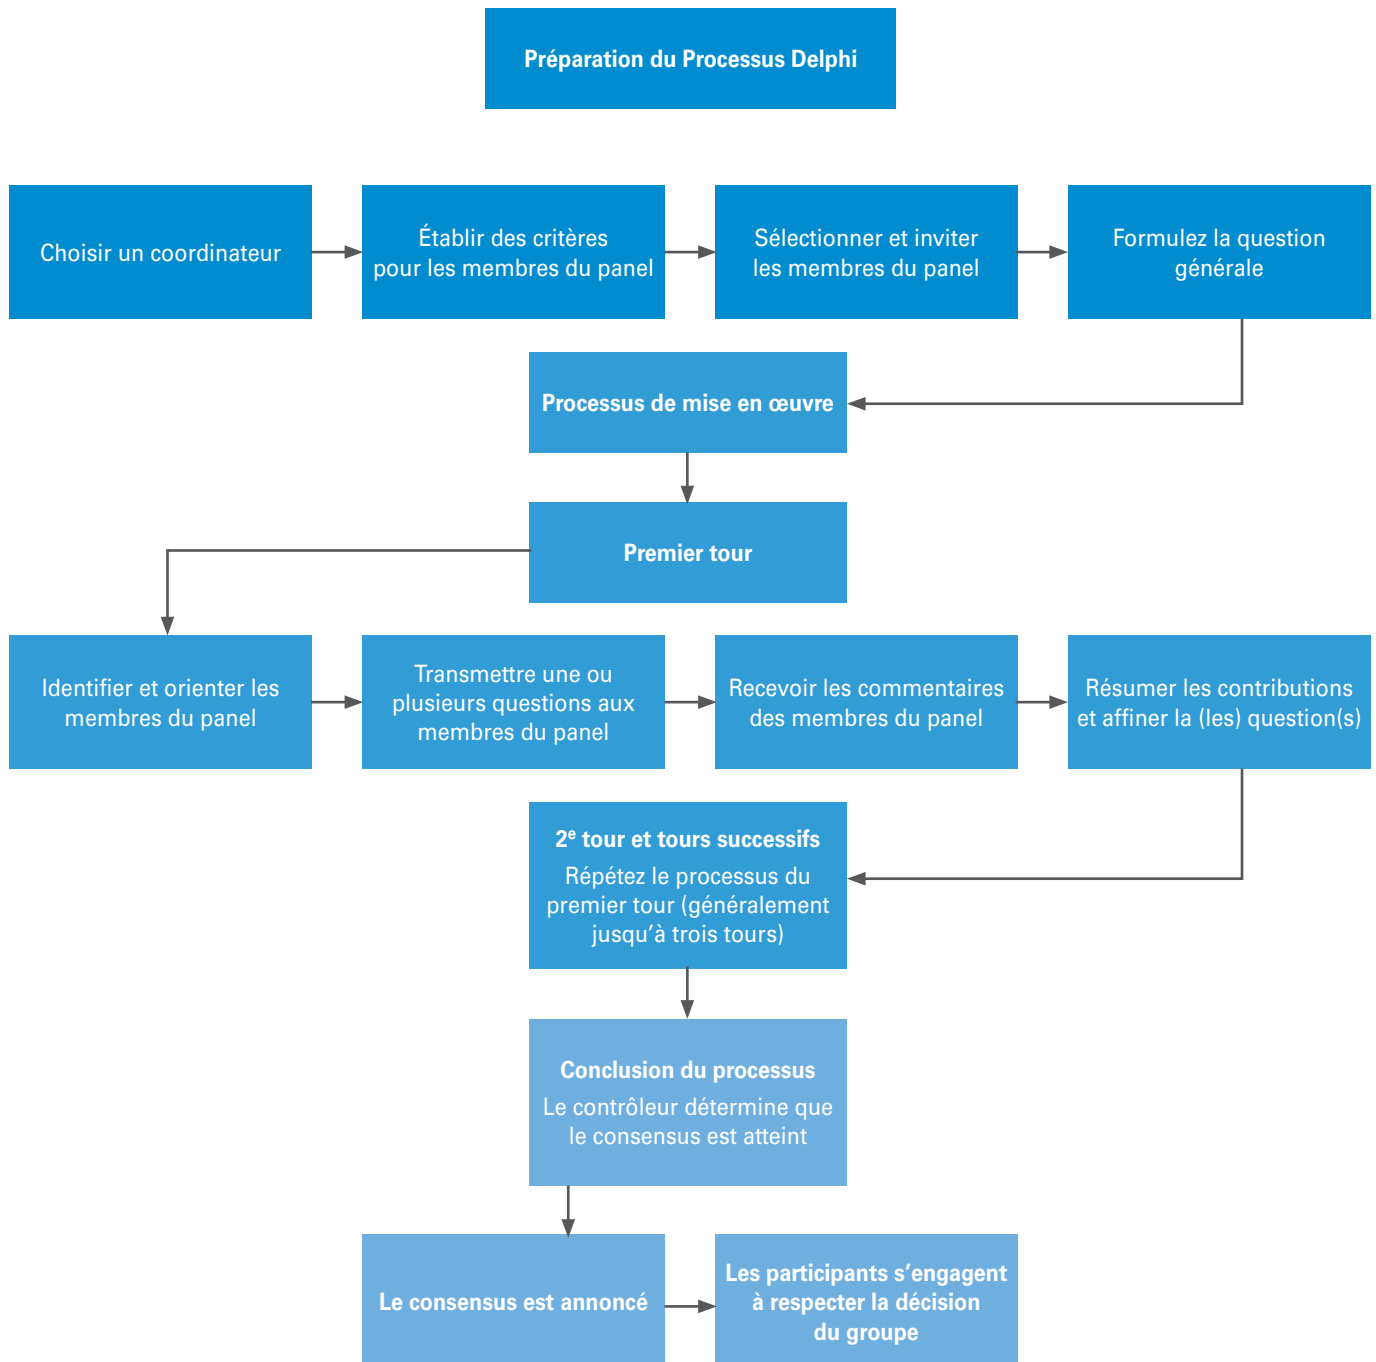 Préparation du Processus Delphi
Choisir un coordinateur
Établir des critères
pour les membres du panel
Sélectionner et inviter
les membres du panel
Formulez la question
générale
Processus de mise en œuvre
Premier tour
Identifier et orienter les
membres du panel
Transmettre une ou
plusieurs questions aux
membres du panel
Recevoir les commentaires
des membres du panel
Résumer les contributions
et affiner la (les) question(s)
2ᵉ tour et tours successifs
Répétez le processus du
premier tour (généralement
jusqu’à trois tours)
Conclusion du processus
Le contrôleur détermine que
le consensus est atteint
Le consensus est annoncé
Les participants s’engagent
à respecter la décision
du groupe